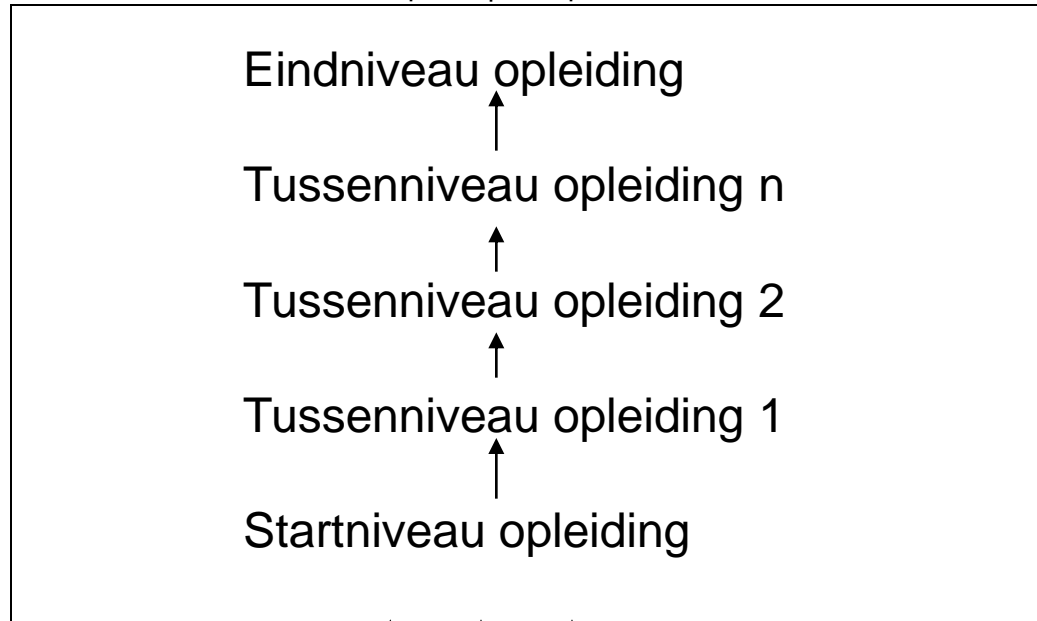 Eindniveau opleiding
Tussenniveau opleiding n
Tussenniveau opleiding 2
Tussenniveau opleiding 1
Startniveau opleiding